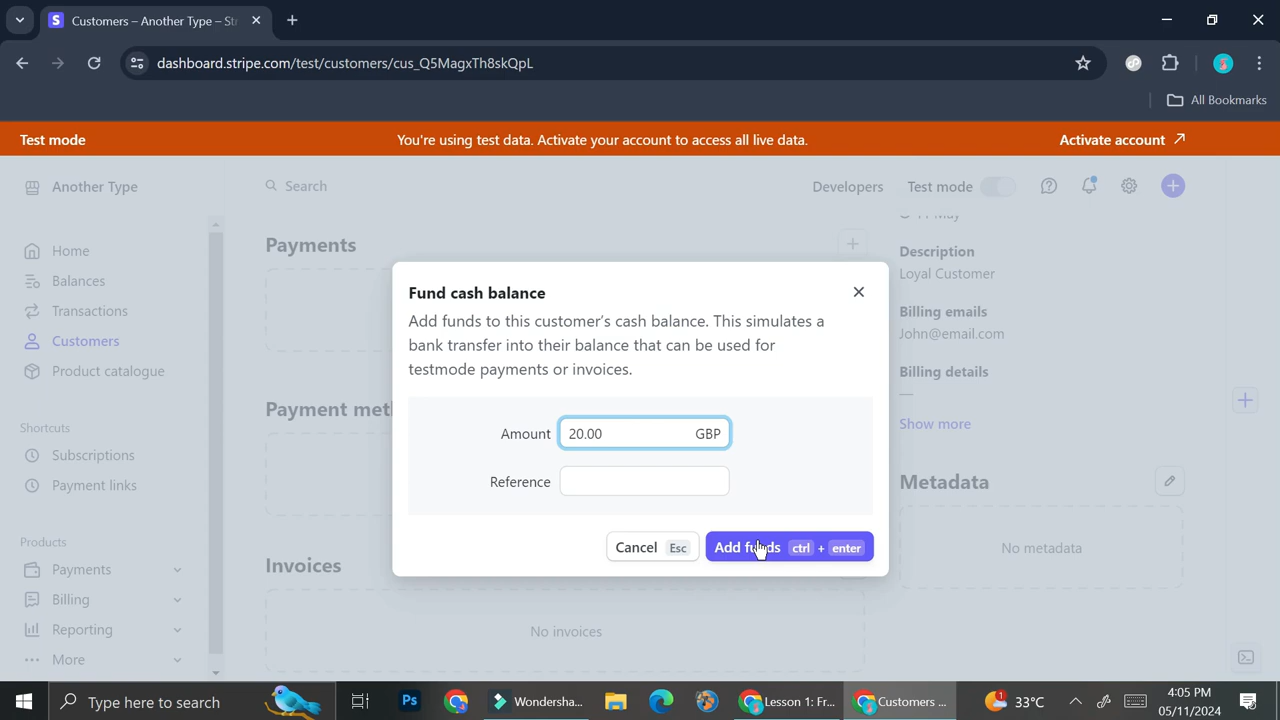 Customers – Another Type – St
dashboard.stripe.com/test/customers/cus_Q5MagxTh8skQpL
All Bookmarks
Test mode
You're using test data. Activate your account to access all live data.
Activate account
Another Type
Search
Developers
Test mode
Home
Balances
Transactions
Customers
Product catalogue
Shortcuts
Subscriptions
Payment links
Products
Payments
Billing
Reporting
More
Payments
Payment met
Invoices
No invoices
Fund cash balance
Add funds to this customer's cash balance. This simulates a
bank transfer into their balance that can be used for
testmode payments or invoices.
Amount 20.00 GBP
Reference
Cancel Esc
Add funds ctrl + enter
Description
Loyal Customer
Billing emails
John@email.com
Billing details
—
Show more
Metadata
No metadata
Type here to search
Ps
Wondersha...
Lesson 1: Fr...
Customers ...
1
33°C
4:05 PM
05/11/2024